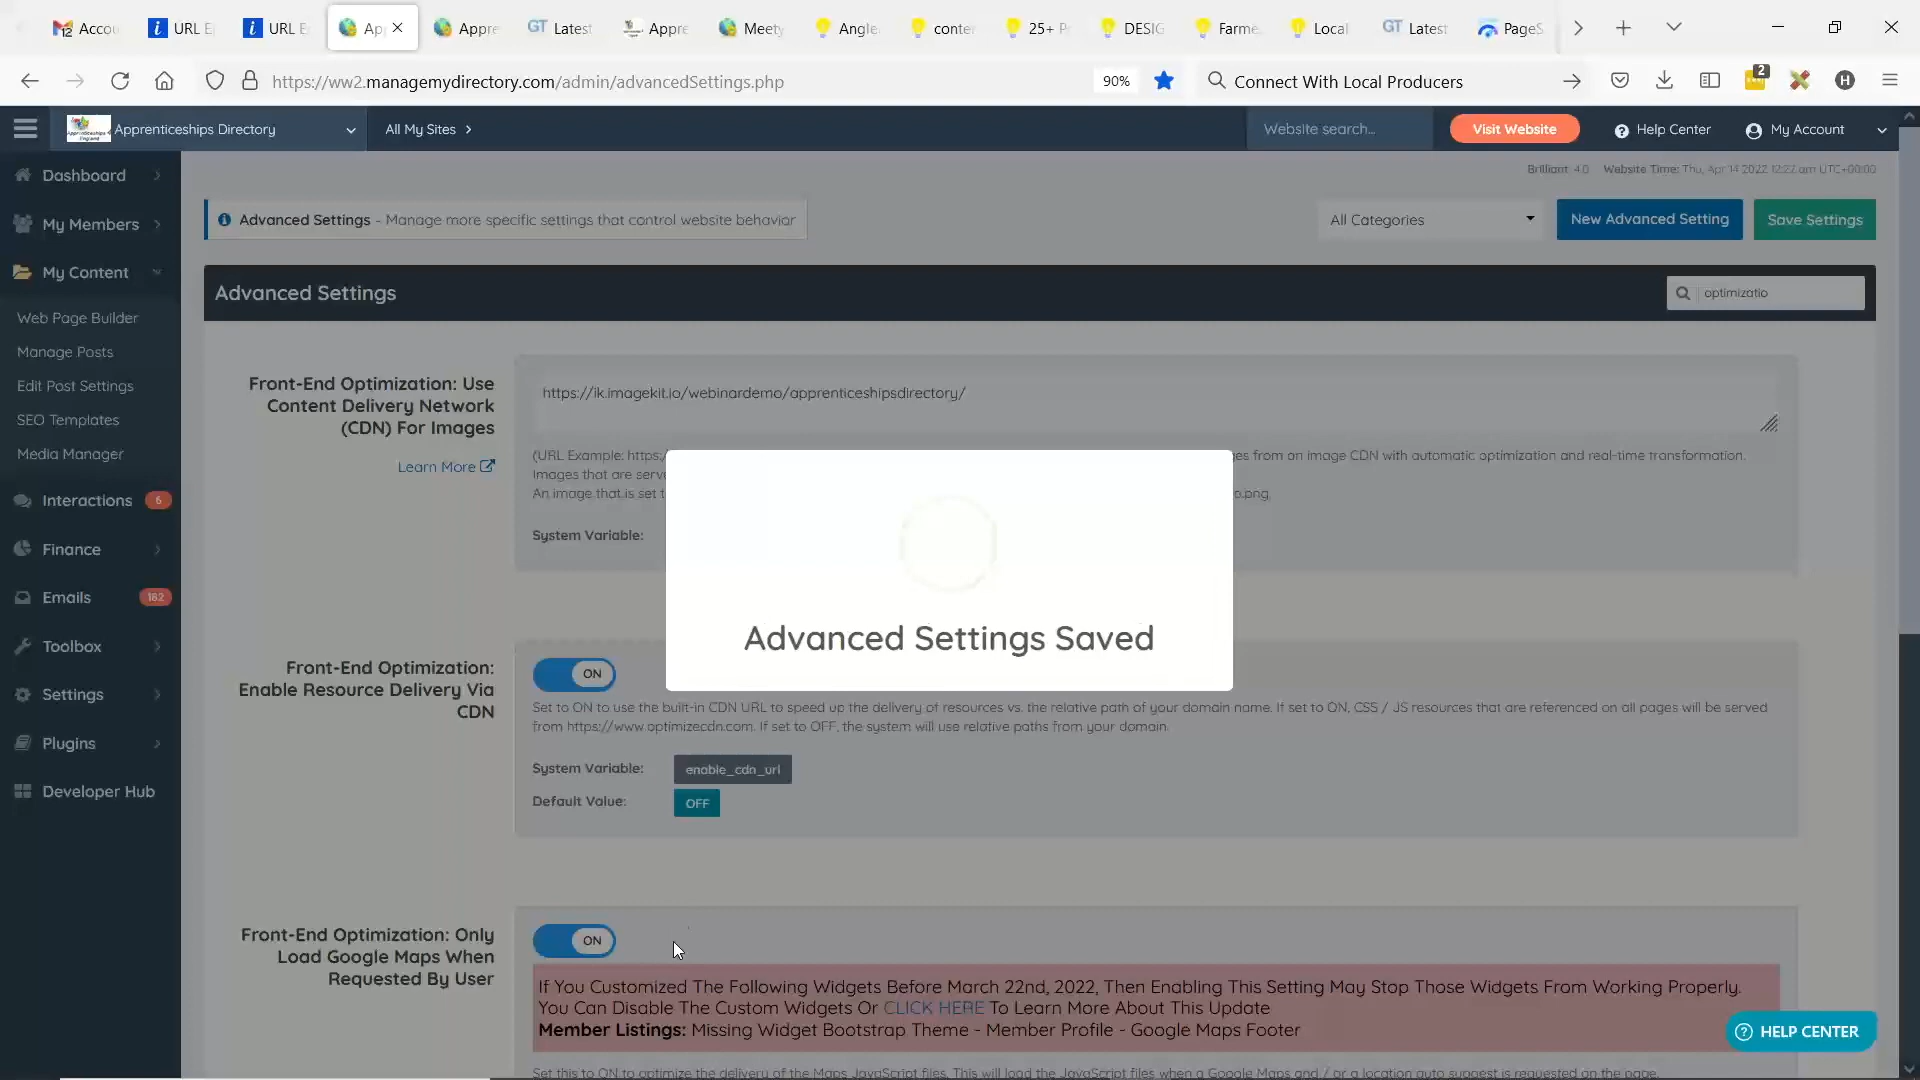 Accou
URL E
URL E
Ap
Appre
GT Latest
Appre
Meety
Angle
conte
25+ P
DESIG
Farme
Local
GT Latest
PageS
https://ww2.managemydirectory.com/admin/advancedSettings.php
90%
Connect With Local Producers
2
H
Apprenticeships Directory
All My Sites
Website search...
Visit Website
Help Center
My Account
Brilliant 4.0 Website Time: Thu, Apr 14 2022 12:22 am UTC+00:00
Dashboard
My Members
My Content
Web Page Builder
Manage Posts
Edit Post Settings
SEO Templates
Media Manager
Interactions 6
Finance
Emails 182
Toolbox
Settings
Plugins
Developer Hub
Advanced Settings - Manage more specific settings that control website behavior
All Categories
New Advanced Setting
Save Settings
Advanced Settings
optimizatio
Front-End Optimization: Use
Content Delivery Network
(CDN) For Images
Learn More
https://ik.imagekit.io/webinardemo/apprenticeshipsdirectory/
(URL Example: https:/ es from an image CDN with automatic optimization and real-time transformation.
Images that are serve
An image that is set t o.png
System Variable:
Advanced Settings Saved
Front-End Optimization:
Enable Resource Delivery Via
CDN
ON
Set to ON to use the built-in CDN URL to speed up the delivery of resources vs. the relative path of your domain name. If set to ON, CSS / JS resources that are referenced on all pages will be served
from https://www.optimizecdn.com. If set to OFF, the system will use relative paths from your domain.
System Variable: enable_cdn_url
Default Value: OFF
Front-End Optimization: Only
Load Google Maps When
Requested By User
ON
If You Customized The Following Widgets Before March 22nd, 2022, Then Enabling This Setting May Stop Those Widgets From Working Properly.
You Can Disable The Custom Widgets Or CLICK HERE To Learn More About This Update
Member Listings: Missing Widget Bootstrap Theme - Member Profile - Google Maps Footer
Set this to ON to optimize the delivery of the Maps JavaScript files. This will load the JavaScript files when a Google Maps and / or a location auto suggest is requested on the page.
HELP CENTER